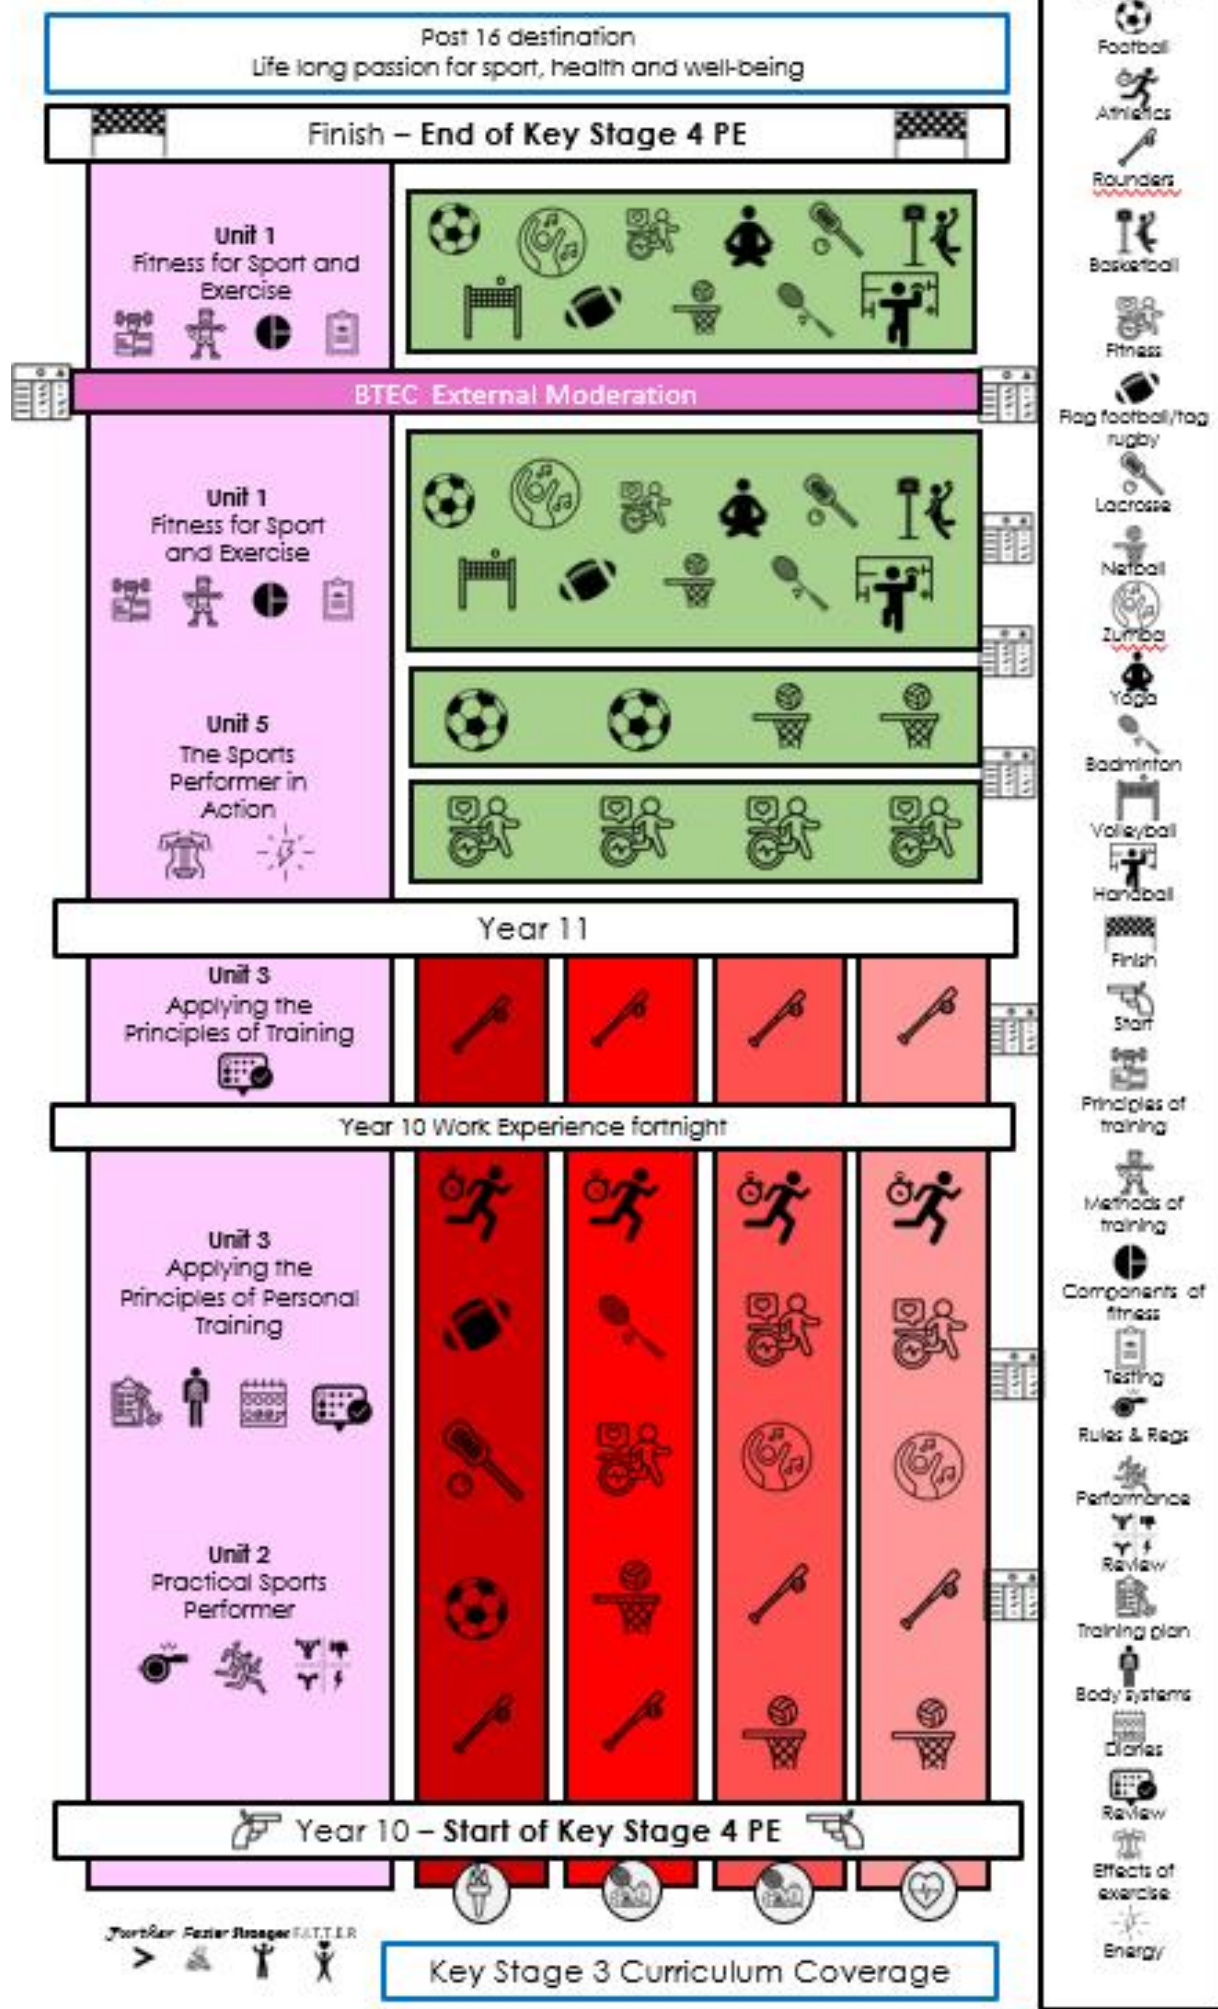 Post 16 destination
Life long passion for sport, health and well-being
Finish – End of Key Stage 4 PE
Unit 1
Fitness for Sport and
Exercise
BTEC External Moderation
Unit 1
Fitness for Sport
and Exercise
Unit 5
The Sports
Performer in
Action
Year 11
Unit 3
Applying the
Principles of Training
Year 10 Work Experience fortnight
Unit 3
Applying the
Principles of Personal
Training
Unit 2
Practical Sports
Performer
Year 10 – Start of Key Stage 4 PE
Further Faster Stronger F.I.T.T.E.R
Key Stage 3 Curriculum Coverage
Football
Athletics
Rounders
Basketball
Fitness
Flag football/tag
rugby
Lacrosse
Netball
Zumba
Yoga
Badminton
Volleyball
Handball
Finish
Start
Principles of
training
Methods of
training
Components of
fitness
Testing
Rules & Regs
Performance
Review
Training plan
Body systems
Diaries
Review
Effects of
exercise
Energy